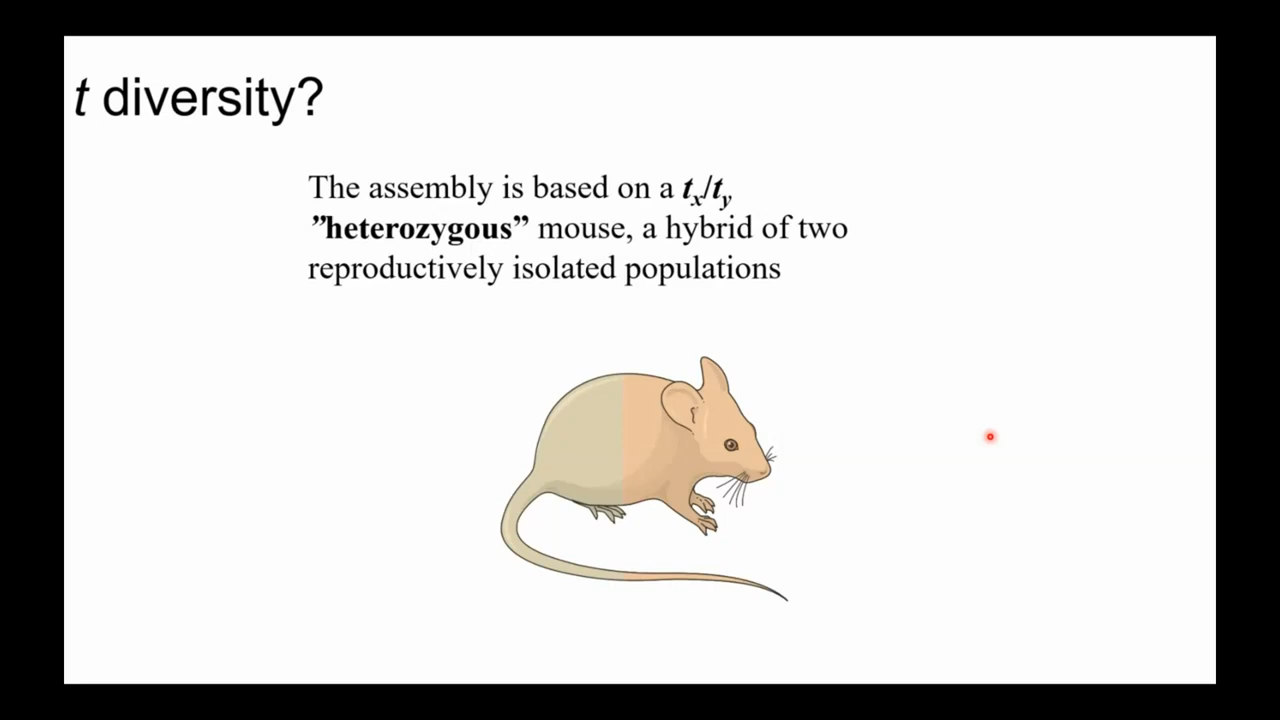 t diversity?
The assembly is based on a tx/ty
”heterozygous” mouse, a hybrid of two
reproductively isolated populations